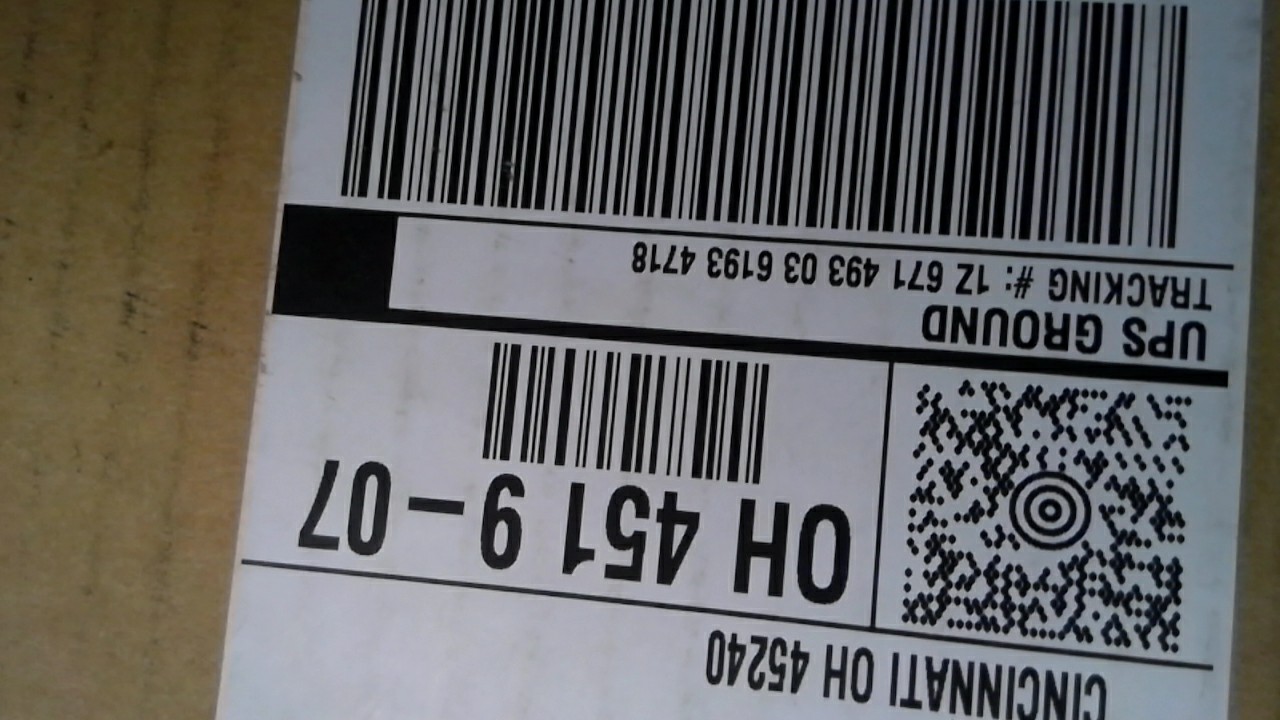 CINCINNATI OH 45240
OH 451 9-07
UPS GROUND
TRACKING #: 1Z 671 493 03 6193 4718